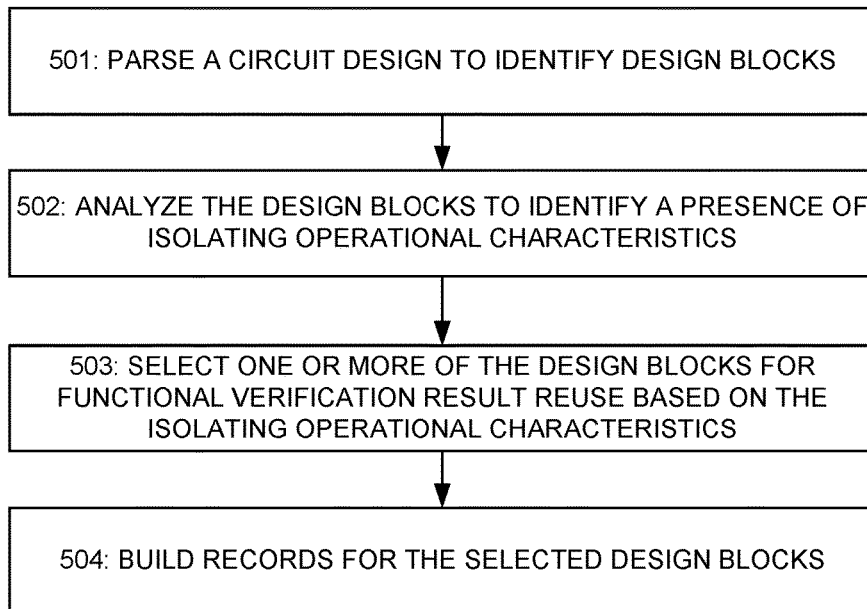 501: PARSE A CIRCUIT DESIGN TO IDENTIFY DESIGN BLOCKS
502: ANALYZE THE DESIGN BLOCKS TO IDENTIFY A PRESENCE OF
ISOLATING OPERATIONAL CHARACTERISTICS
503: SELECT ONE OR MORE OF THE DESIGN BLOCKS FOR
FUNCTIONAL VERIFICATION RESULT REUSE BASED ON THE
ISOLATING OPERATIONAL CHARACTERISTICS
504: BUILD RECORDS FOR THE SELECTED DESIGN BLOCKS